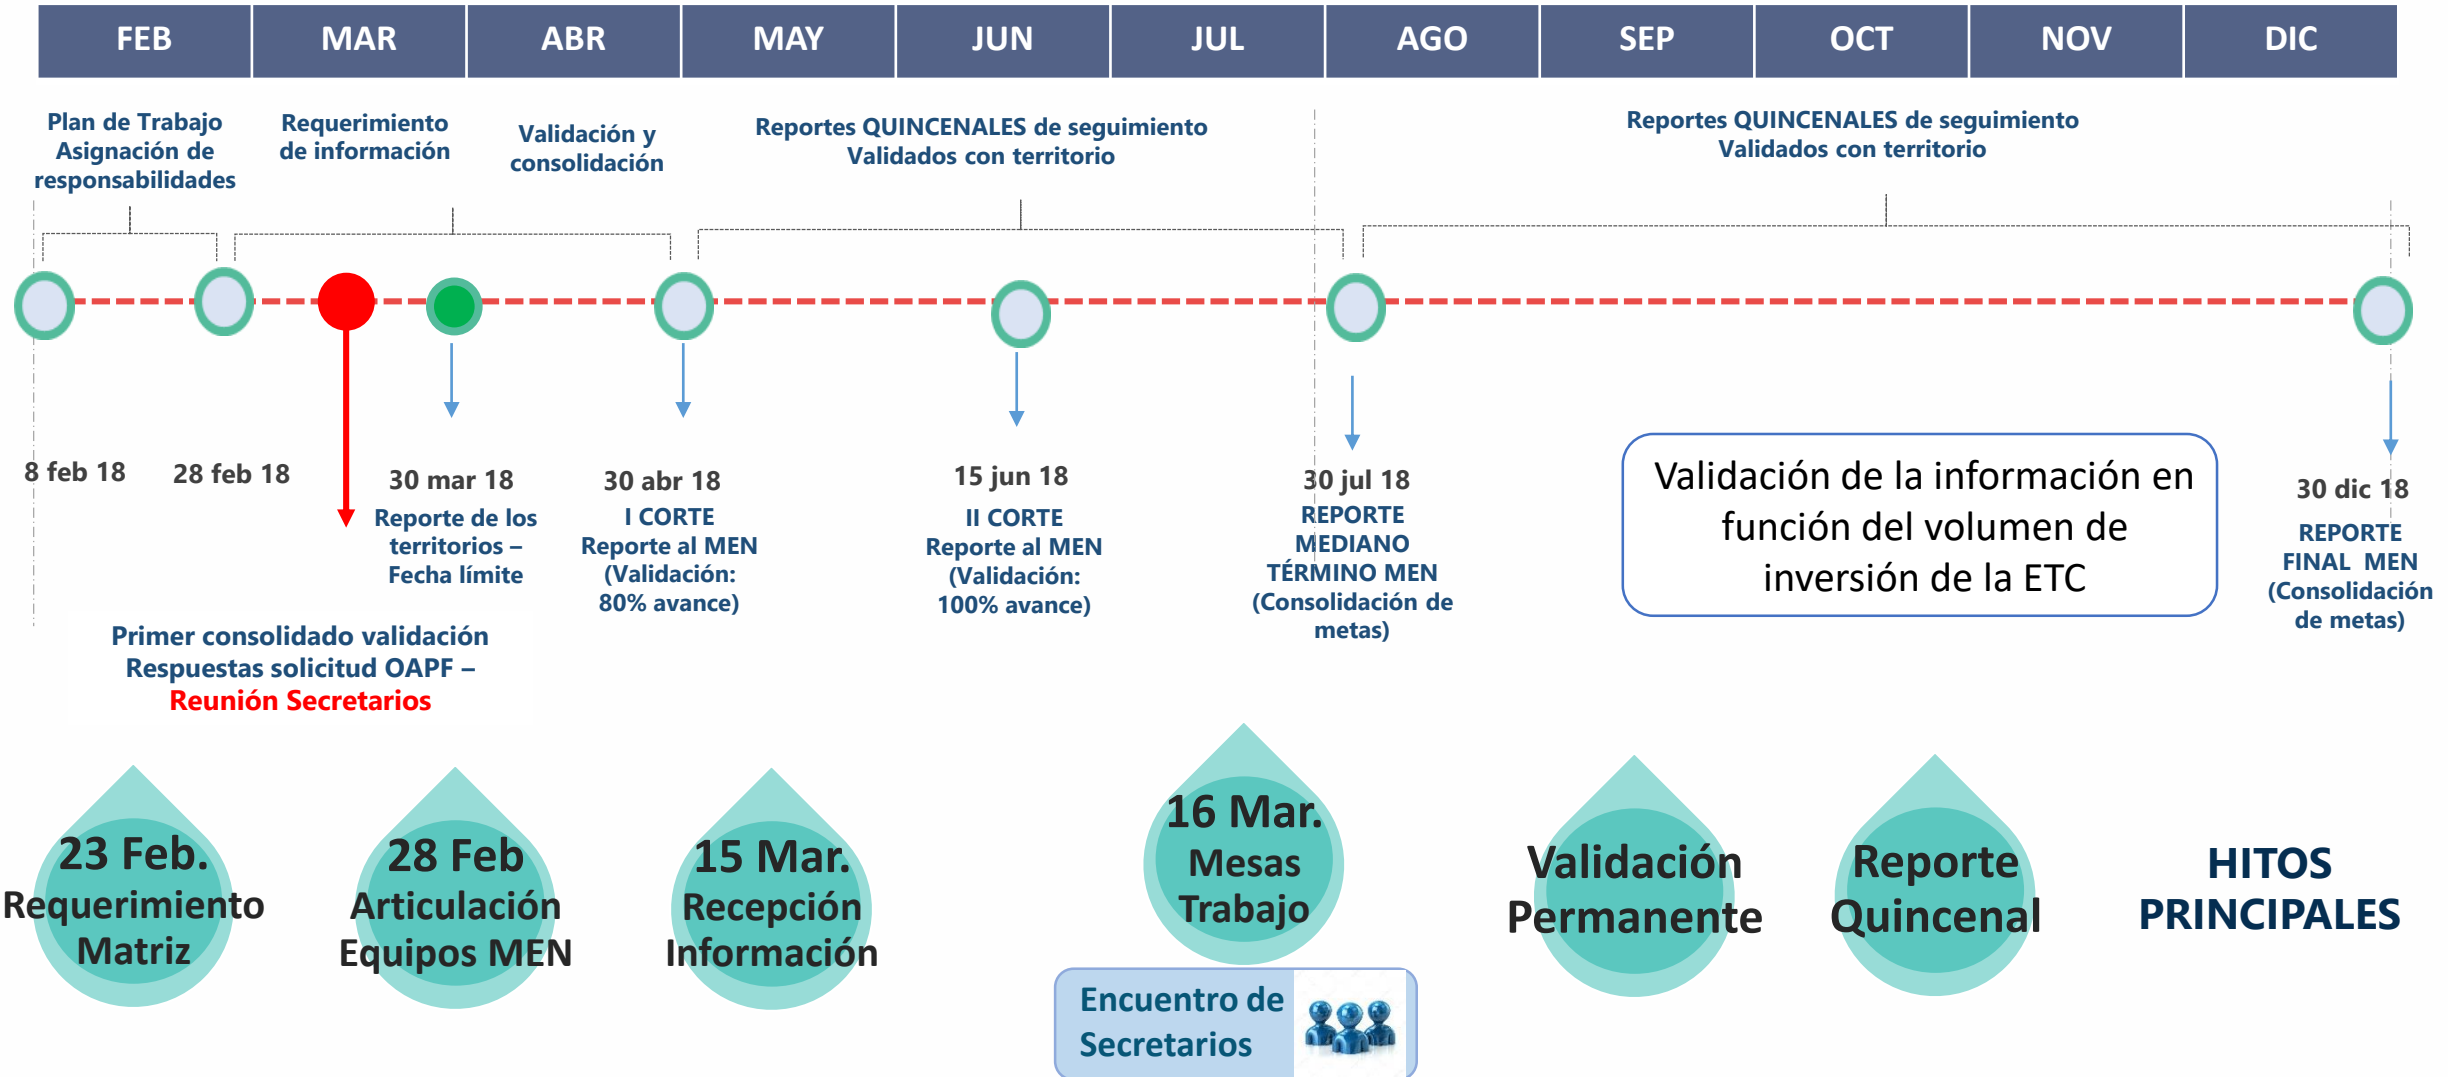 FEB MAR ABR MAY JUN JUL AGO SEP OCT NOV DIC
Plan de Trabajo
Asignación de
responsabilidades
Requerimiento
de información
Validación y
consolidación
Reportes QUINCENALES de seguimiento
Validados con territorio
Reportes QUINCENALES de seguimiento
Validados con territorio
8 feb 18
28 feb 18
30 mar 18
Reporte de los
territorios –
Fecha límite
30 abr 18
I CORTE
Reporte al MEN
(Validación:
80% avance)
15 jun 18
II CORTE
Reporte al MEN
(Validación:
100% avance)
30 jul 18
REPORTE
MEDIANO
TÉRMINO MEN
(Consolidación de
metas)
Validación de la información en
función del volumen de
inversión de la ETC
30 dic 18
REPORTE
FINAL MEN
(Consolidación
de metas)
Primer consolidado validación
Respuestas solicitud OAPF –
Reunión Secretarios
23 Feb.
Requerimiento
Matriz
28 Feb
Articulación
Equipos MEN
15 Mar.
Recepción
Información
16 Mar.
Mesas
Trabajo
Encuentro de
Secretarios
Validación
Permanente
Reporte
Quincenal
HITOS
PRINCIPALES